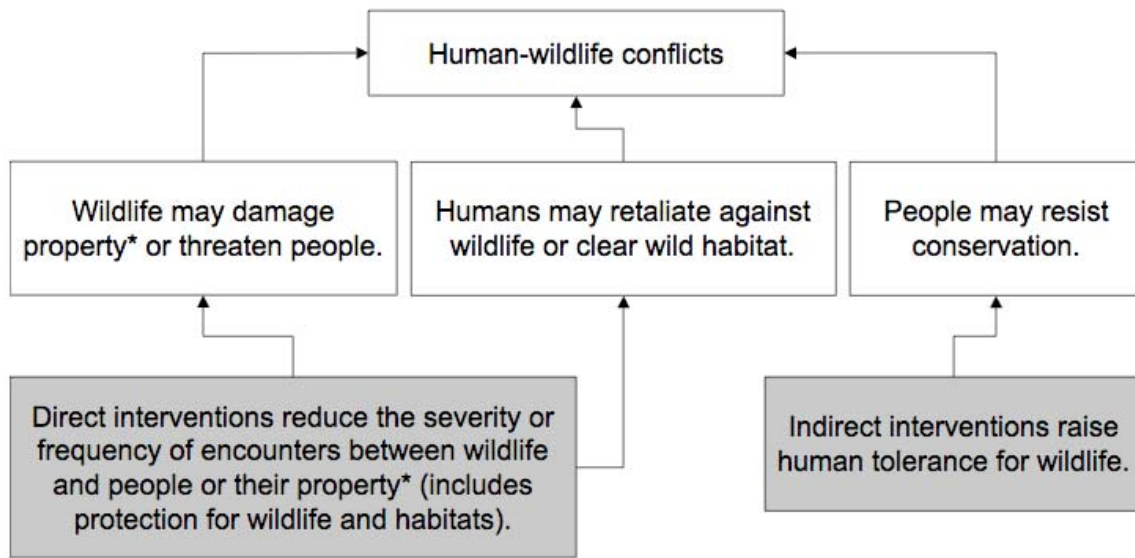 Human-wildlife conflicts
Wildlife may damage
property* or threaten people.
Humans may retaliate against
wildlife or clear wild habitat.
People may resist
conservation.
Direct interventions reduce the severity or
frequency of encounters between wildlife
and people or their property* (includes
protection for wildlife and habitats).
Indirect interventions raise
human tolerance for wildlife.